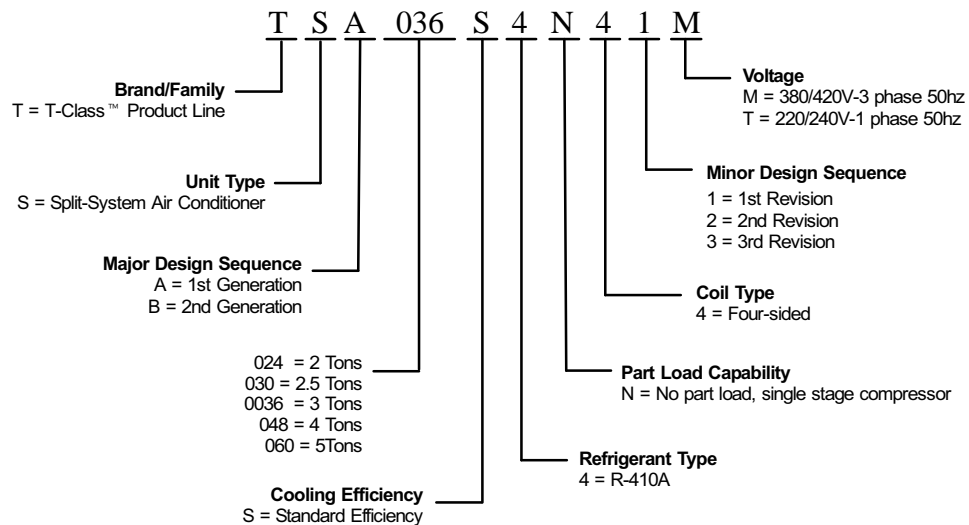 T S A 036 S 4 N 4 1 M
Brand/Family
T = T-Class™ Product Line
Unit Type
S = Split-System Air Conditioner
Major Design Sequence
A = 1st Generation
B = 2nd Generation
024 = 2 Tons
030 = 2.5 Tons
0036 = 3 Tons
048 = 4 Tons
060 = 5Tons
Cooling Efficiency
S = Standard Efficiency
Voltage
M = 380/420V-3 phase 50hz
T = 220/240V-1 phase 50hz
Minor Design Sequence
1 = 1st Revision
2 = 2nd Revision
3 = 3rd Revision
Coil Type
4 = Four-sided
Part Load Capability
N = No part load, single stage compressor
Refrigerant Type
4 = R-410A